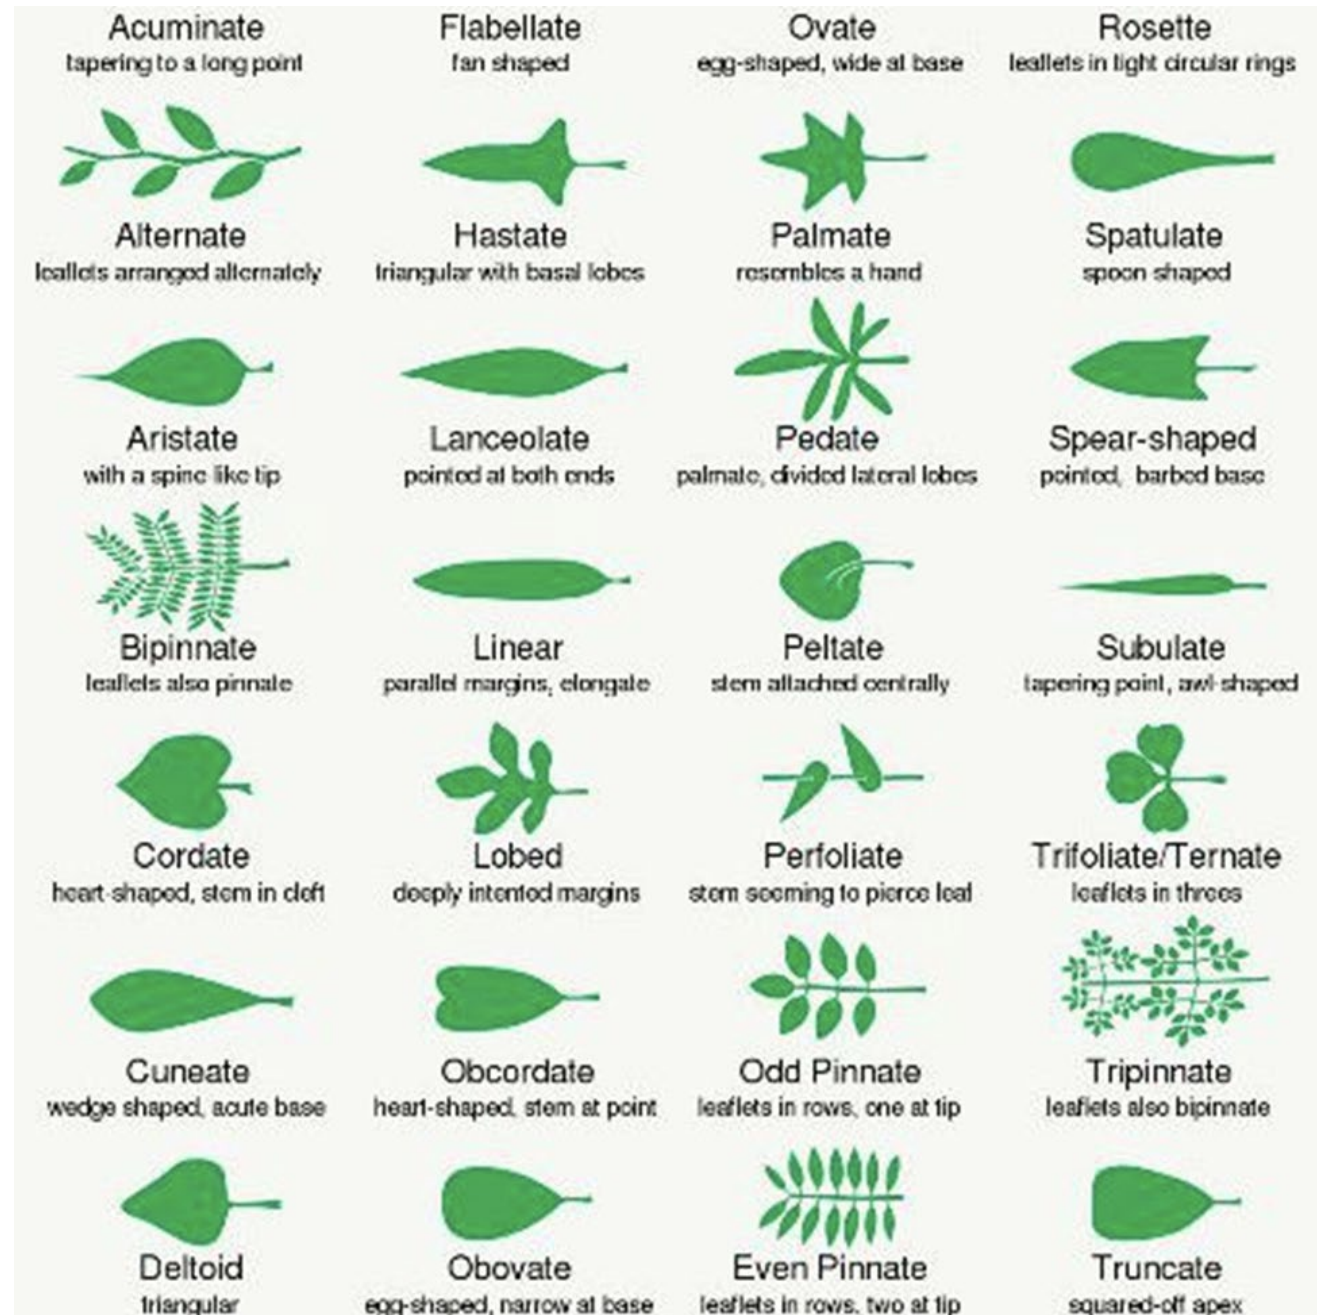 Acuminate
tapering to a long point
Flabellate
fan shaped
Ovate
egg-shaped, wide at base
Rosette
leaflets in tight circular rings
Alternate
leaflets arranged alternately
Hastate
triangular with basal lobes
Palmate
resembles a hand
Spatulate
spoon shaped
Aristate
with a spine like tip
Lanceolate
pointed at both ends
Pedate
palmate, divided lateral lobes
Spear-shaped
pointed, barbed base
Bipinnate
leaflets also pinnate
Linear
parallel margins, elongate
Peltate
stem attached centrally
Subulate
tapering point, awl-shaped
Cordate
heart-shaped, stem in cleft
Lobed
deeply intented margins
Perfoliate
stem seeming to pierce leaf
Trifoliate/Ternate
leaflets in threes
Cuneate
wedge shaped, acute base
Obcordate
heart-shaped, stem at point
Odd Pinnate
leaflets in rows, one at tip
Tripinnate
leaflets also bipinnate
Deltoid
triangular
Obovate
egg-shaped, narrow at base
Even Pinnate
leaflets in rows, two at tip
Truncate
squared-off apex